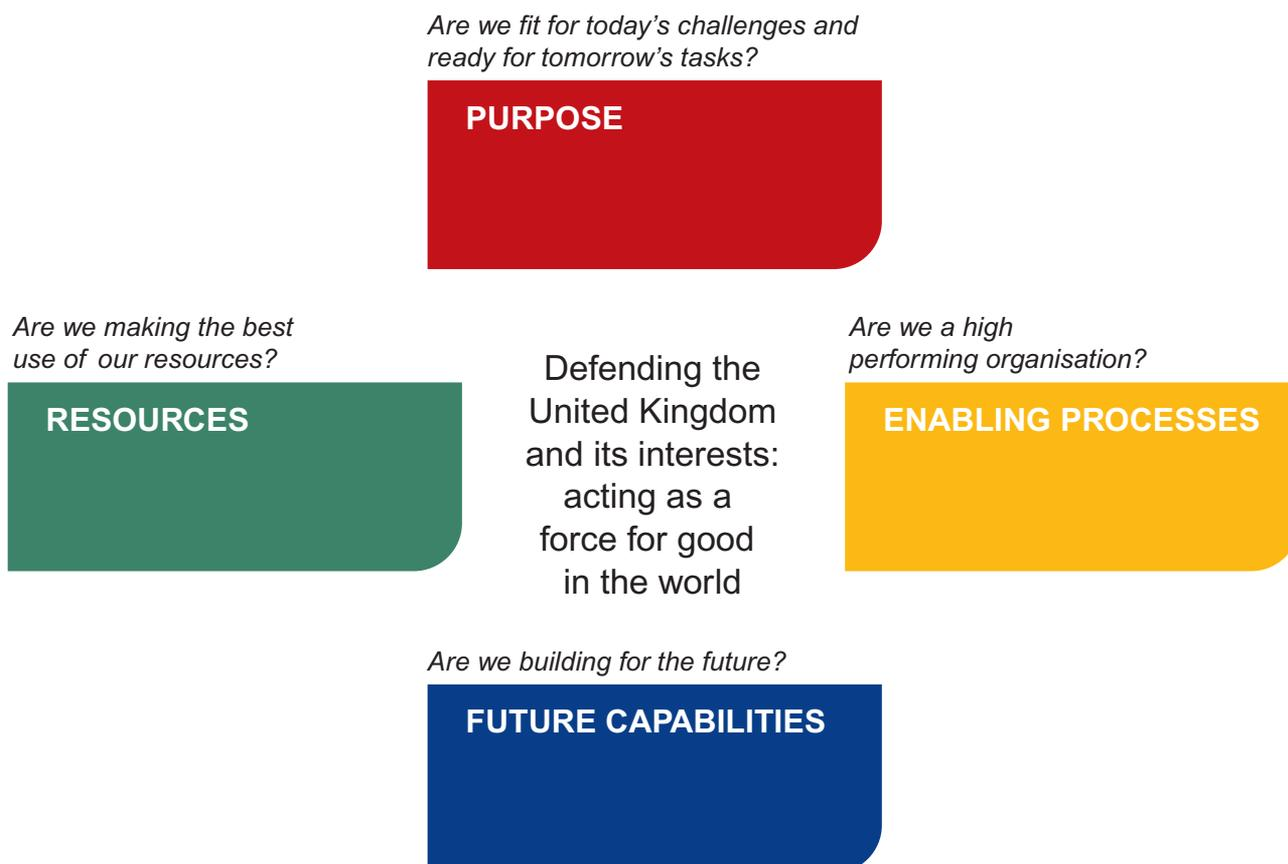 Are we fit for today’s challenges and
ready for tomorrow’s tasks?
PURPOSE
Are we making the best
use of our resources?
RESOURCES
Defending the
United Kingdom
and its interests:
acting as a
force for good
in the world
Are we a high
performing organisation?
ENABLING PROCESSES
Are we building for the future?
FUTURE CAPABILITIES